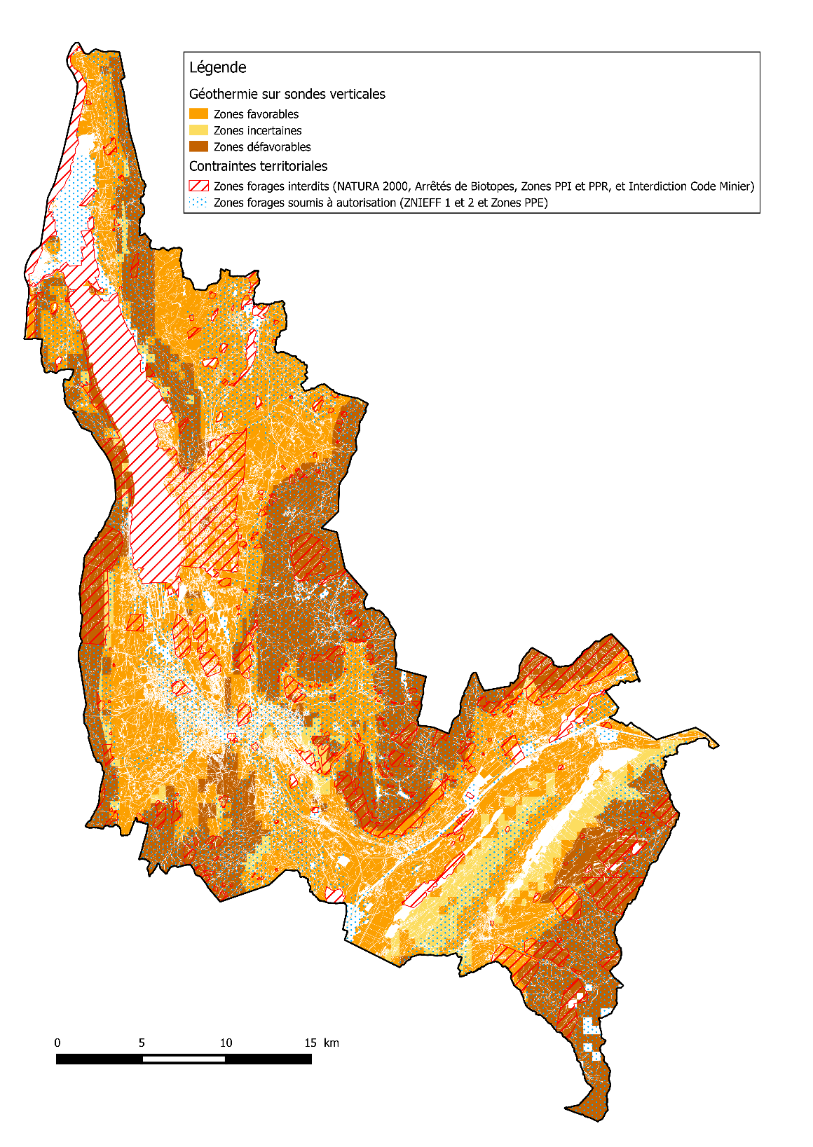 Légende
Géothermie sur sondes verticales
Zones favorables
Zones incertaines
Zones défavorables
Contraintes territoriales
Zones forages interdits (NATURA 2000, Arrêtés de Biotopes, Zones PPI et PPR, et Interdiction Code Minier)
Zones forages soumis à autorisation (ZNIEFF 1 et 2 et Zones PPE)
0 5 10 15 km